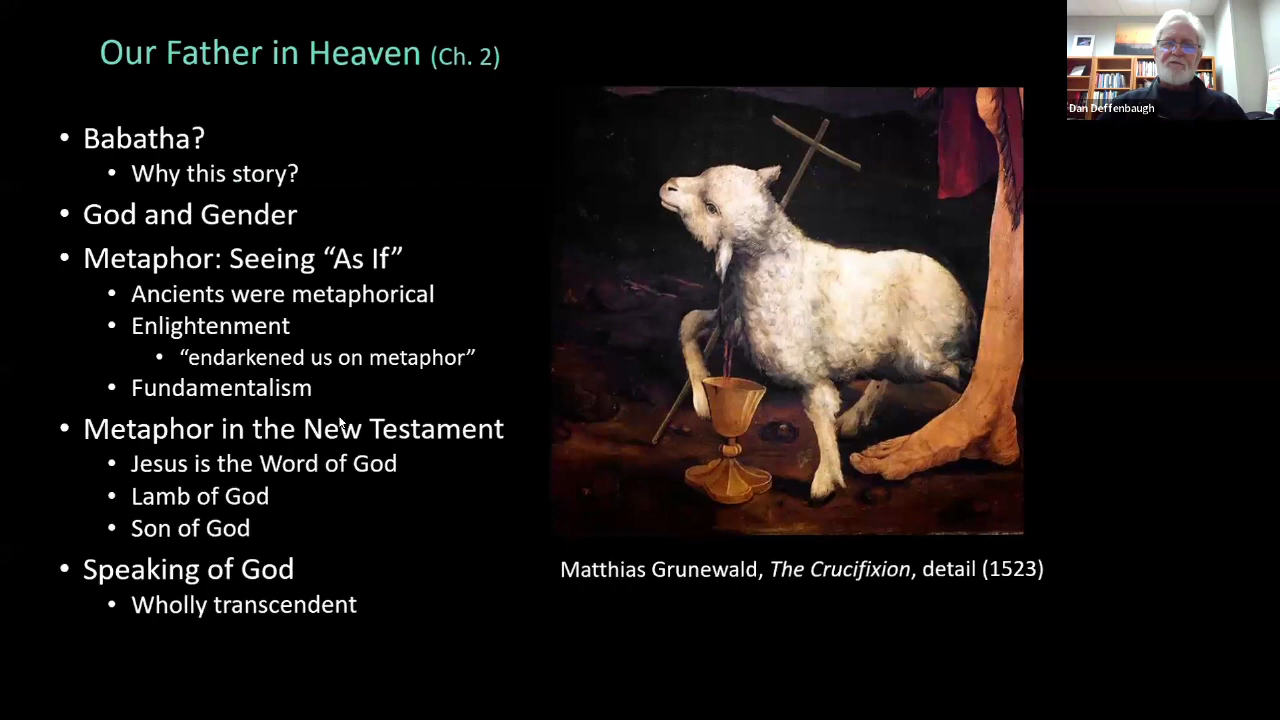 Our Father in Heaven (Ch. 2)
• Babatha?
• Why this story?
• God and Gender
• Metaphor: Seeing “As If”
• Ancients were metaphorical
• Enlightenment
• “endarkened us on metaphor”
• Fundamentalism
• Metaphor in the New Testament
• Jesus is the Word of God
• Lamb of God
• Son of God
• Speaking of God
• Wholly transcendent
Matthias Grunewald, The Crucifixion, detail (1523)
Dan Deffenbaugh